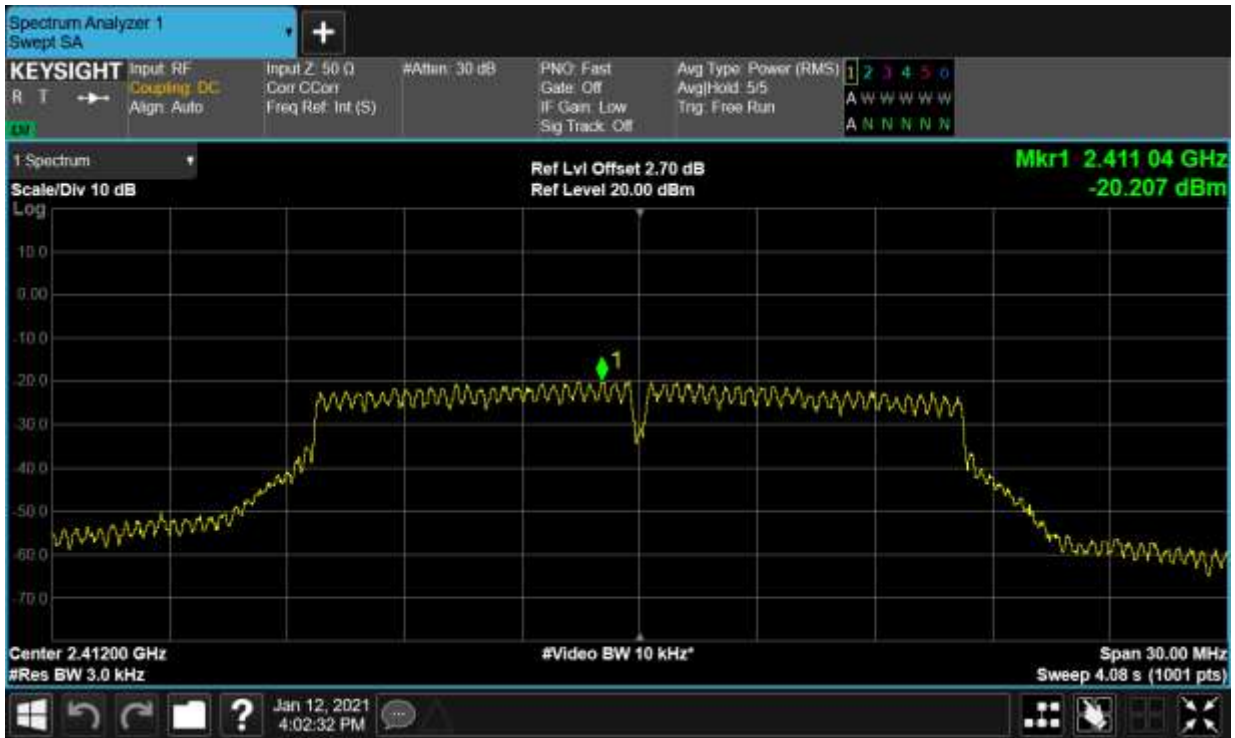 Spectrum Analyzer 1
Swept SA
+
KEYSIGHT
R T
LXI
Input: RF
Coupling: DC
Align: Auto
Input Z: 50 Ω
Corr CCorr
Freq Ref: Int (S)
#Atten: 30 dB
PNO: Fast
Gate: Off
IF Gain: Low
Sig Track: Off
Avg Type: Power (RMS)
Avg|Hold: 5/5
Trig: Free Run
1 2 3 4 5 6
A W W W W W
A N N N N N
1 Spectrum
Scale/Div 10 dB
Log
Ref Lvl Offset 2.70 dB
Ref Level 20.00 dBm
Mkr1 2.411 04 GHz
-20.207 dBm
10.0
0.00
-10.0
-20.0
-30.0
-40.0
-50.0
-60.0
-70.0
1
Center 2.41200 GHz
#Res BW 3.0 kHz
#Video BW 10 kHz*
Span 30.00 MHz
Sweep 4.08 s (1001 pts)
?
Jan 12, 2021
4:02:32 PM